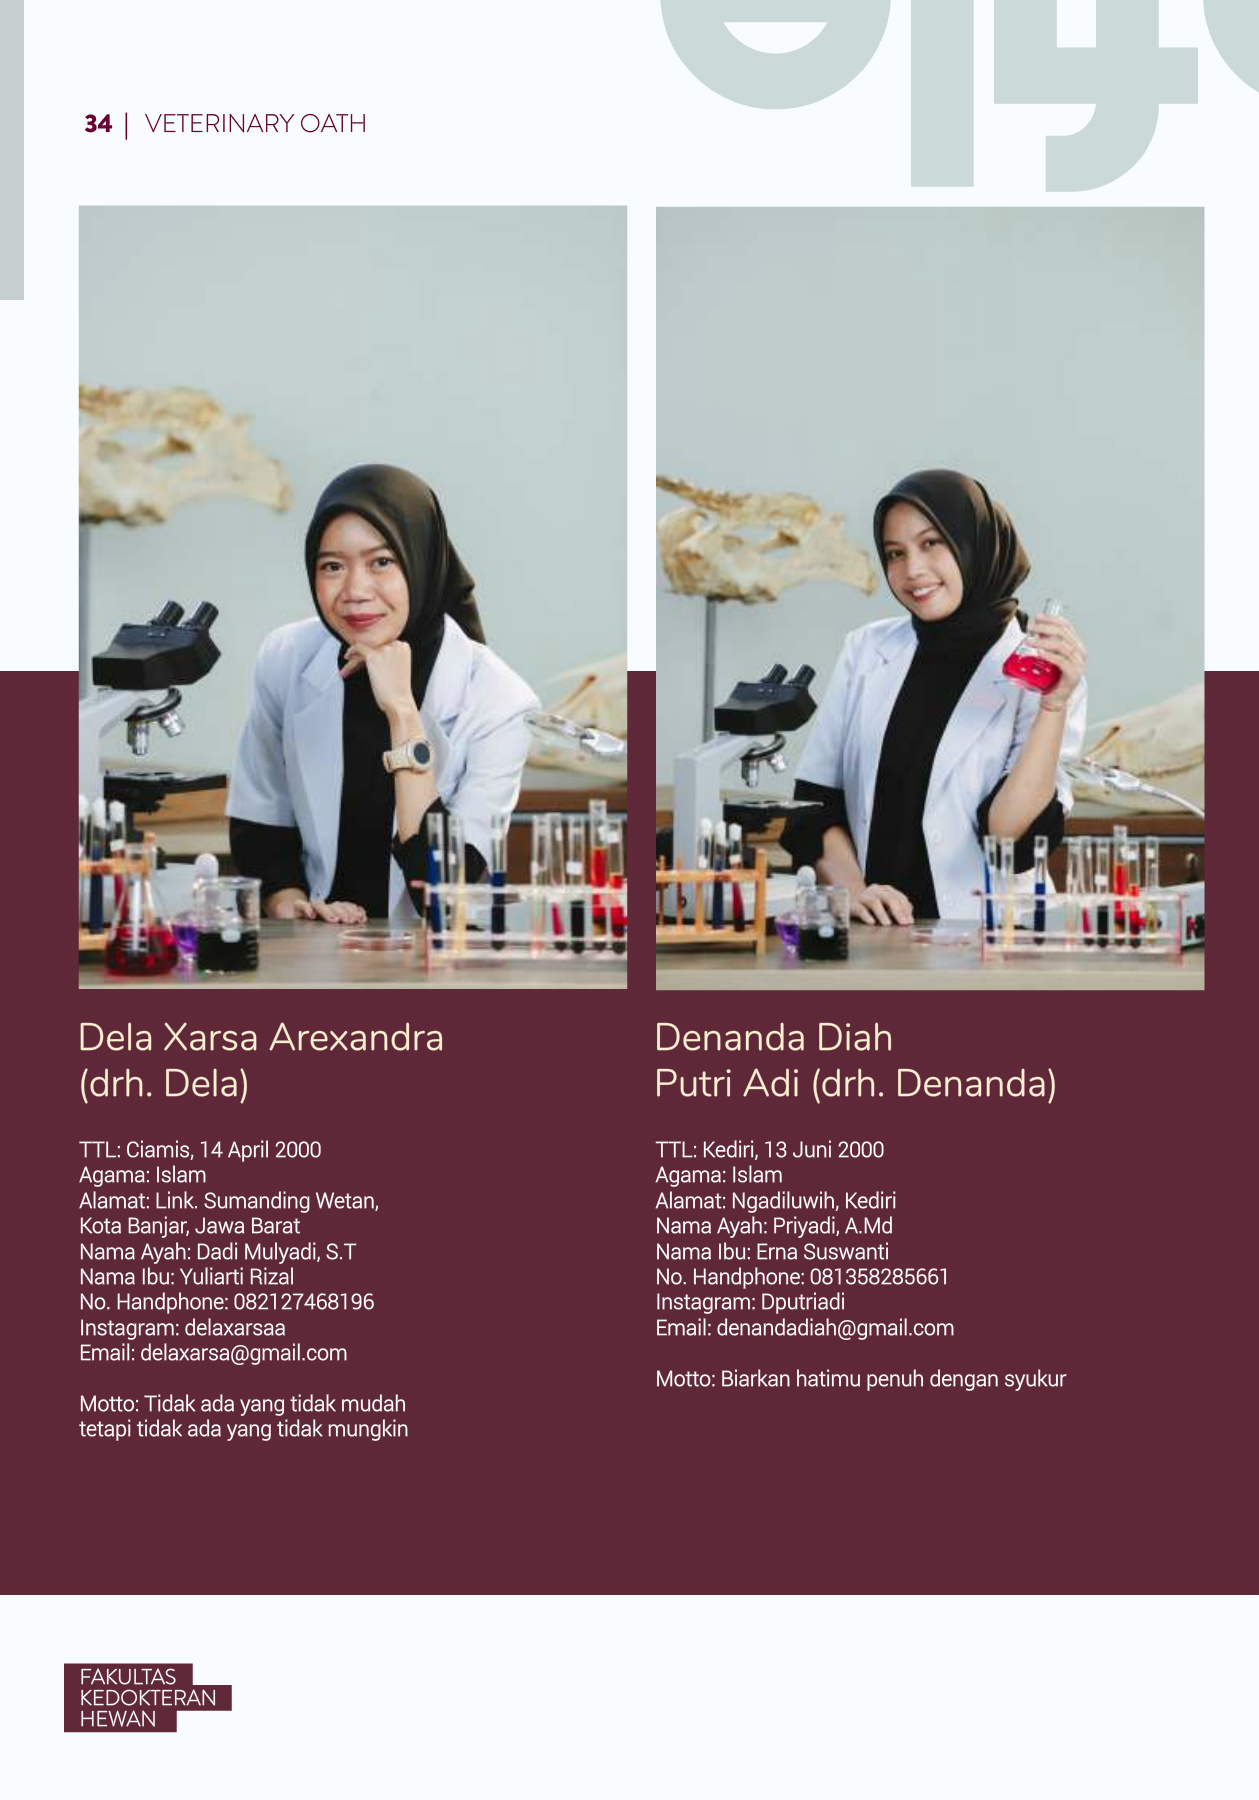 34 | VETERINARY OATH
Dela Xarsa Arexandra
(drh. Dela)
TTL: Ciamis, 14 April 2000
Agama: Islam
Alamat: Link. Sumanding Wetan,
Kota Banjar, Jawa Barat
Nama Ayah: Dadi Mulyadi, S.T
Nama Ibu: Yuliarti Rizal
No. Handphone: 082127468196
Instagram: delaxarsaa
Email: delaxarsa@gmail.com
Motto: Tidak ada yang tidak mudah
tetapi tidak ada yang tidak mungkin
Denanda Diah
Putri Adi (drh. Denanda)
TTL: Kediri, 13 Juni 2000
Agama: Islam
Alamat: Ngadiluwih, Kediri
Nama Ayah: Priyadi, A.Md
Nama Ibu: Erna Suswanti
No. Handphone: 081358285661
Instagram: Dputriadi
Email: denandadiah@gmail.com
Motto: Biarkan hatimu penuh dengan syukur
FAKULTAS
KEDOKTERAN
HEWAN